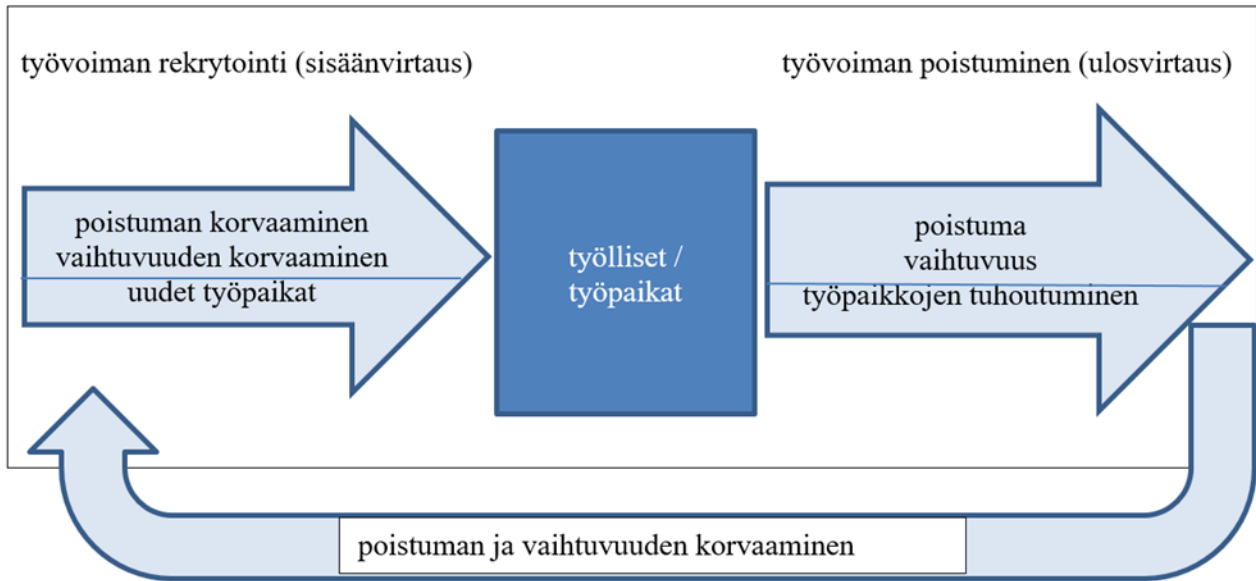 työvoiman rekrytointi (sisäänvirtaus)
työvoiman poistuminen (ulosvirtaus)
poistuman korvaaminen
vaihtuvuuden korvaaminen
uudet työpaikat
työlliset /
työpaikat
poistuma
vaihtuvuus
työpaikkojen tuhoutuminen
poistuman ja vaihtuvuuden korvaaminen